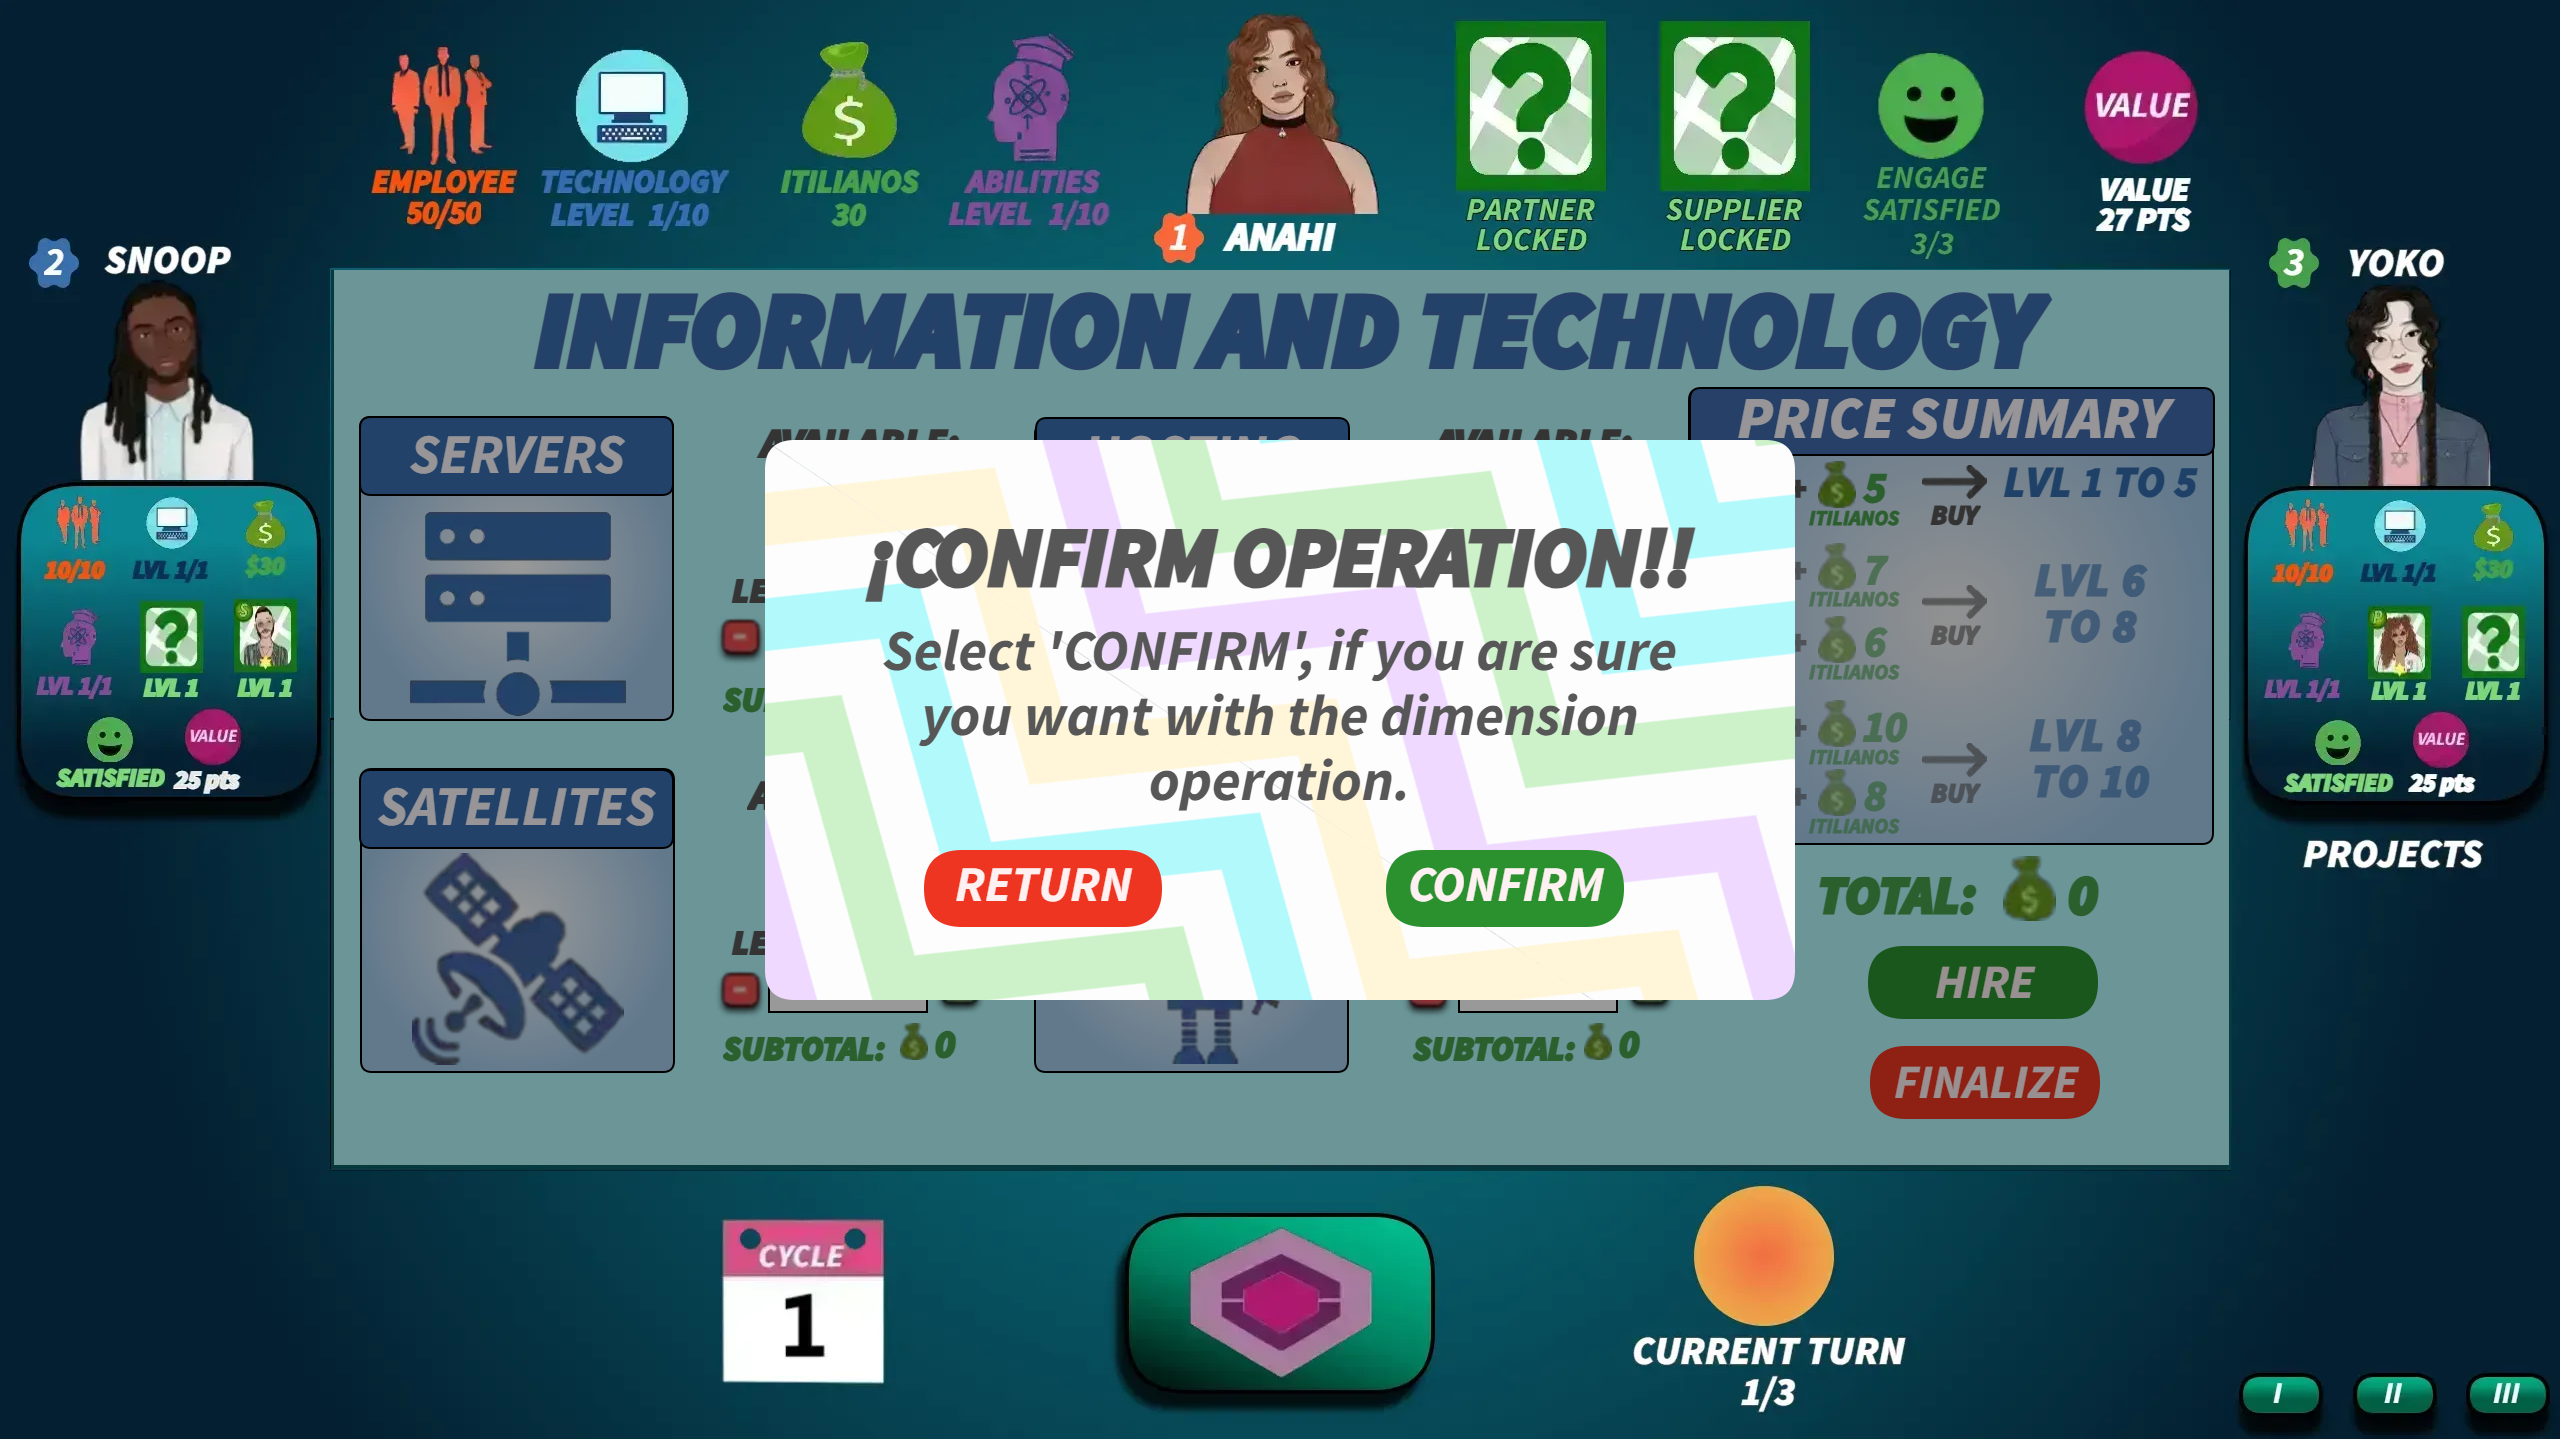 EMPLOYEE
50/50
TECHNOLOGY
LEVEL 1/10
$
ITILIANOS
30
ABILITIES
LEVEL 1/10
1 ANAHI
PARTNER
LOCKED
SUPPLIER
LOCKED
ENGAGE
SATISFIED
3/3
VALUE
VALUE
27 PTS
2 SNOOP
10/10
LVL 1/1
$30
LVL 1/1
LVL 1
LVL 1
SATISFIED
VALUE
25 pts
3 YOKO
10/10
LVL 1/1
$30
LVL 1/1
LVL 1
LVL 1
SATISFIED
VALUE
25 pts
PROJECTS
INFORMATION AND TECHNOLOGY
SERVERS
AVAILABLE:
HOSTING
AVAILABLE:
SATELLITES
SUBTOTAL: 0
SUBTOTAL: 0
PRICE SUMMARY
+ 5
ITILIANOS
BUY
LVL 1 TO 5
+ 7
ITILIANOS
+ 6
ITILIANOS
BUY
LVL 6
TO 8
+ 10
ITILIANOS
+ 8
ITILIANOS
BUY
LVL 8
TO 10
TOTAL: 0
HIRE
FINALIZE
¡CONFIRM OPERATION!!
Select 'CONFIRM', if you are sure
you want with the dimension
operation.
RETURN
CONFIRM
CYCLE
1
CURRENT TURN
1/3
I
II
III